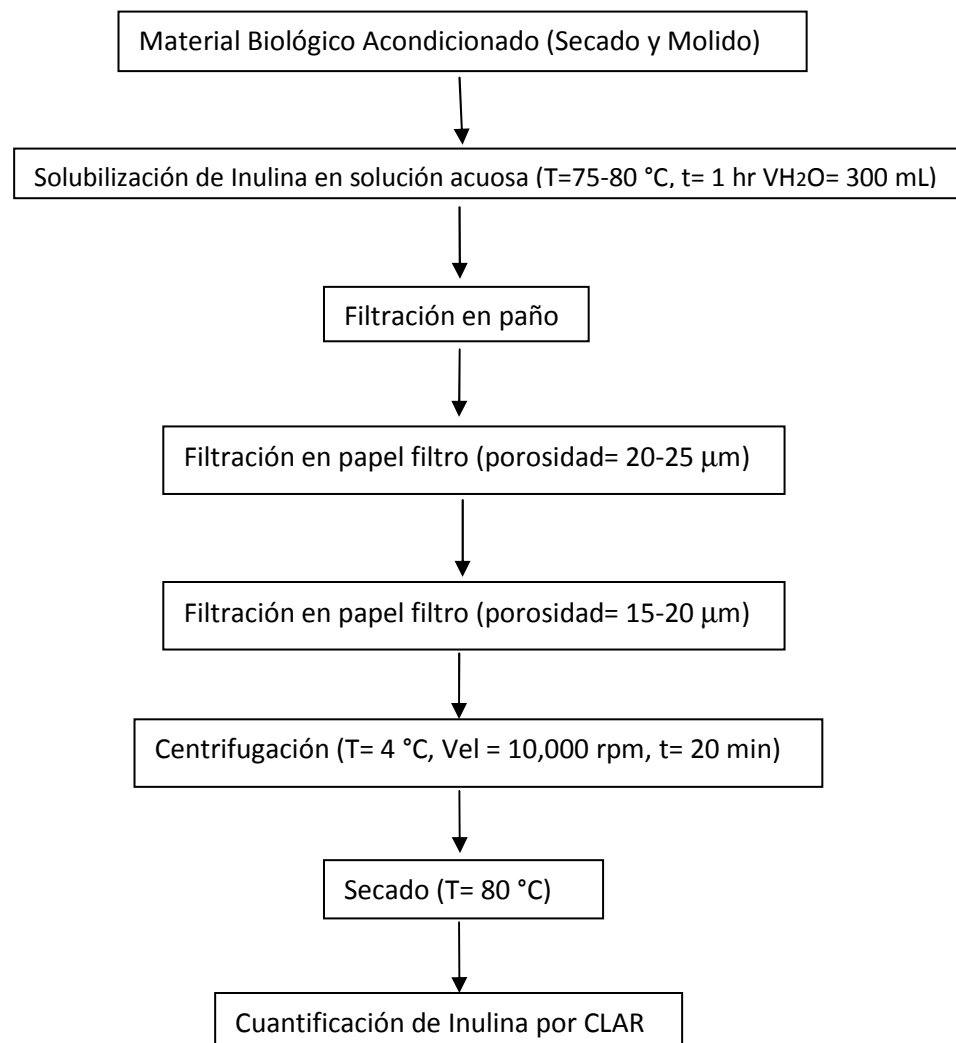 Material Biológico Acondicionado (Secado y Molido)
Solubilización de Inulina en solución acuosa (T=75-80 °C, t= 1 hr VH2O= 300 mL)
Filtración en paño
Filtración en papel filtro (porosidad= 20-25 μm)
Filtración en papel filtro (porosidad= 15-20 μm)
Centrifugación (T= 4 °C, Vel = 10,000 rpm, t= 20 min)
Secado (T= 80 °C)
Cuantificación de Inulina por CLAR